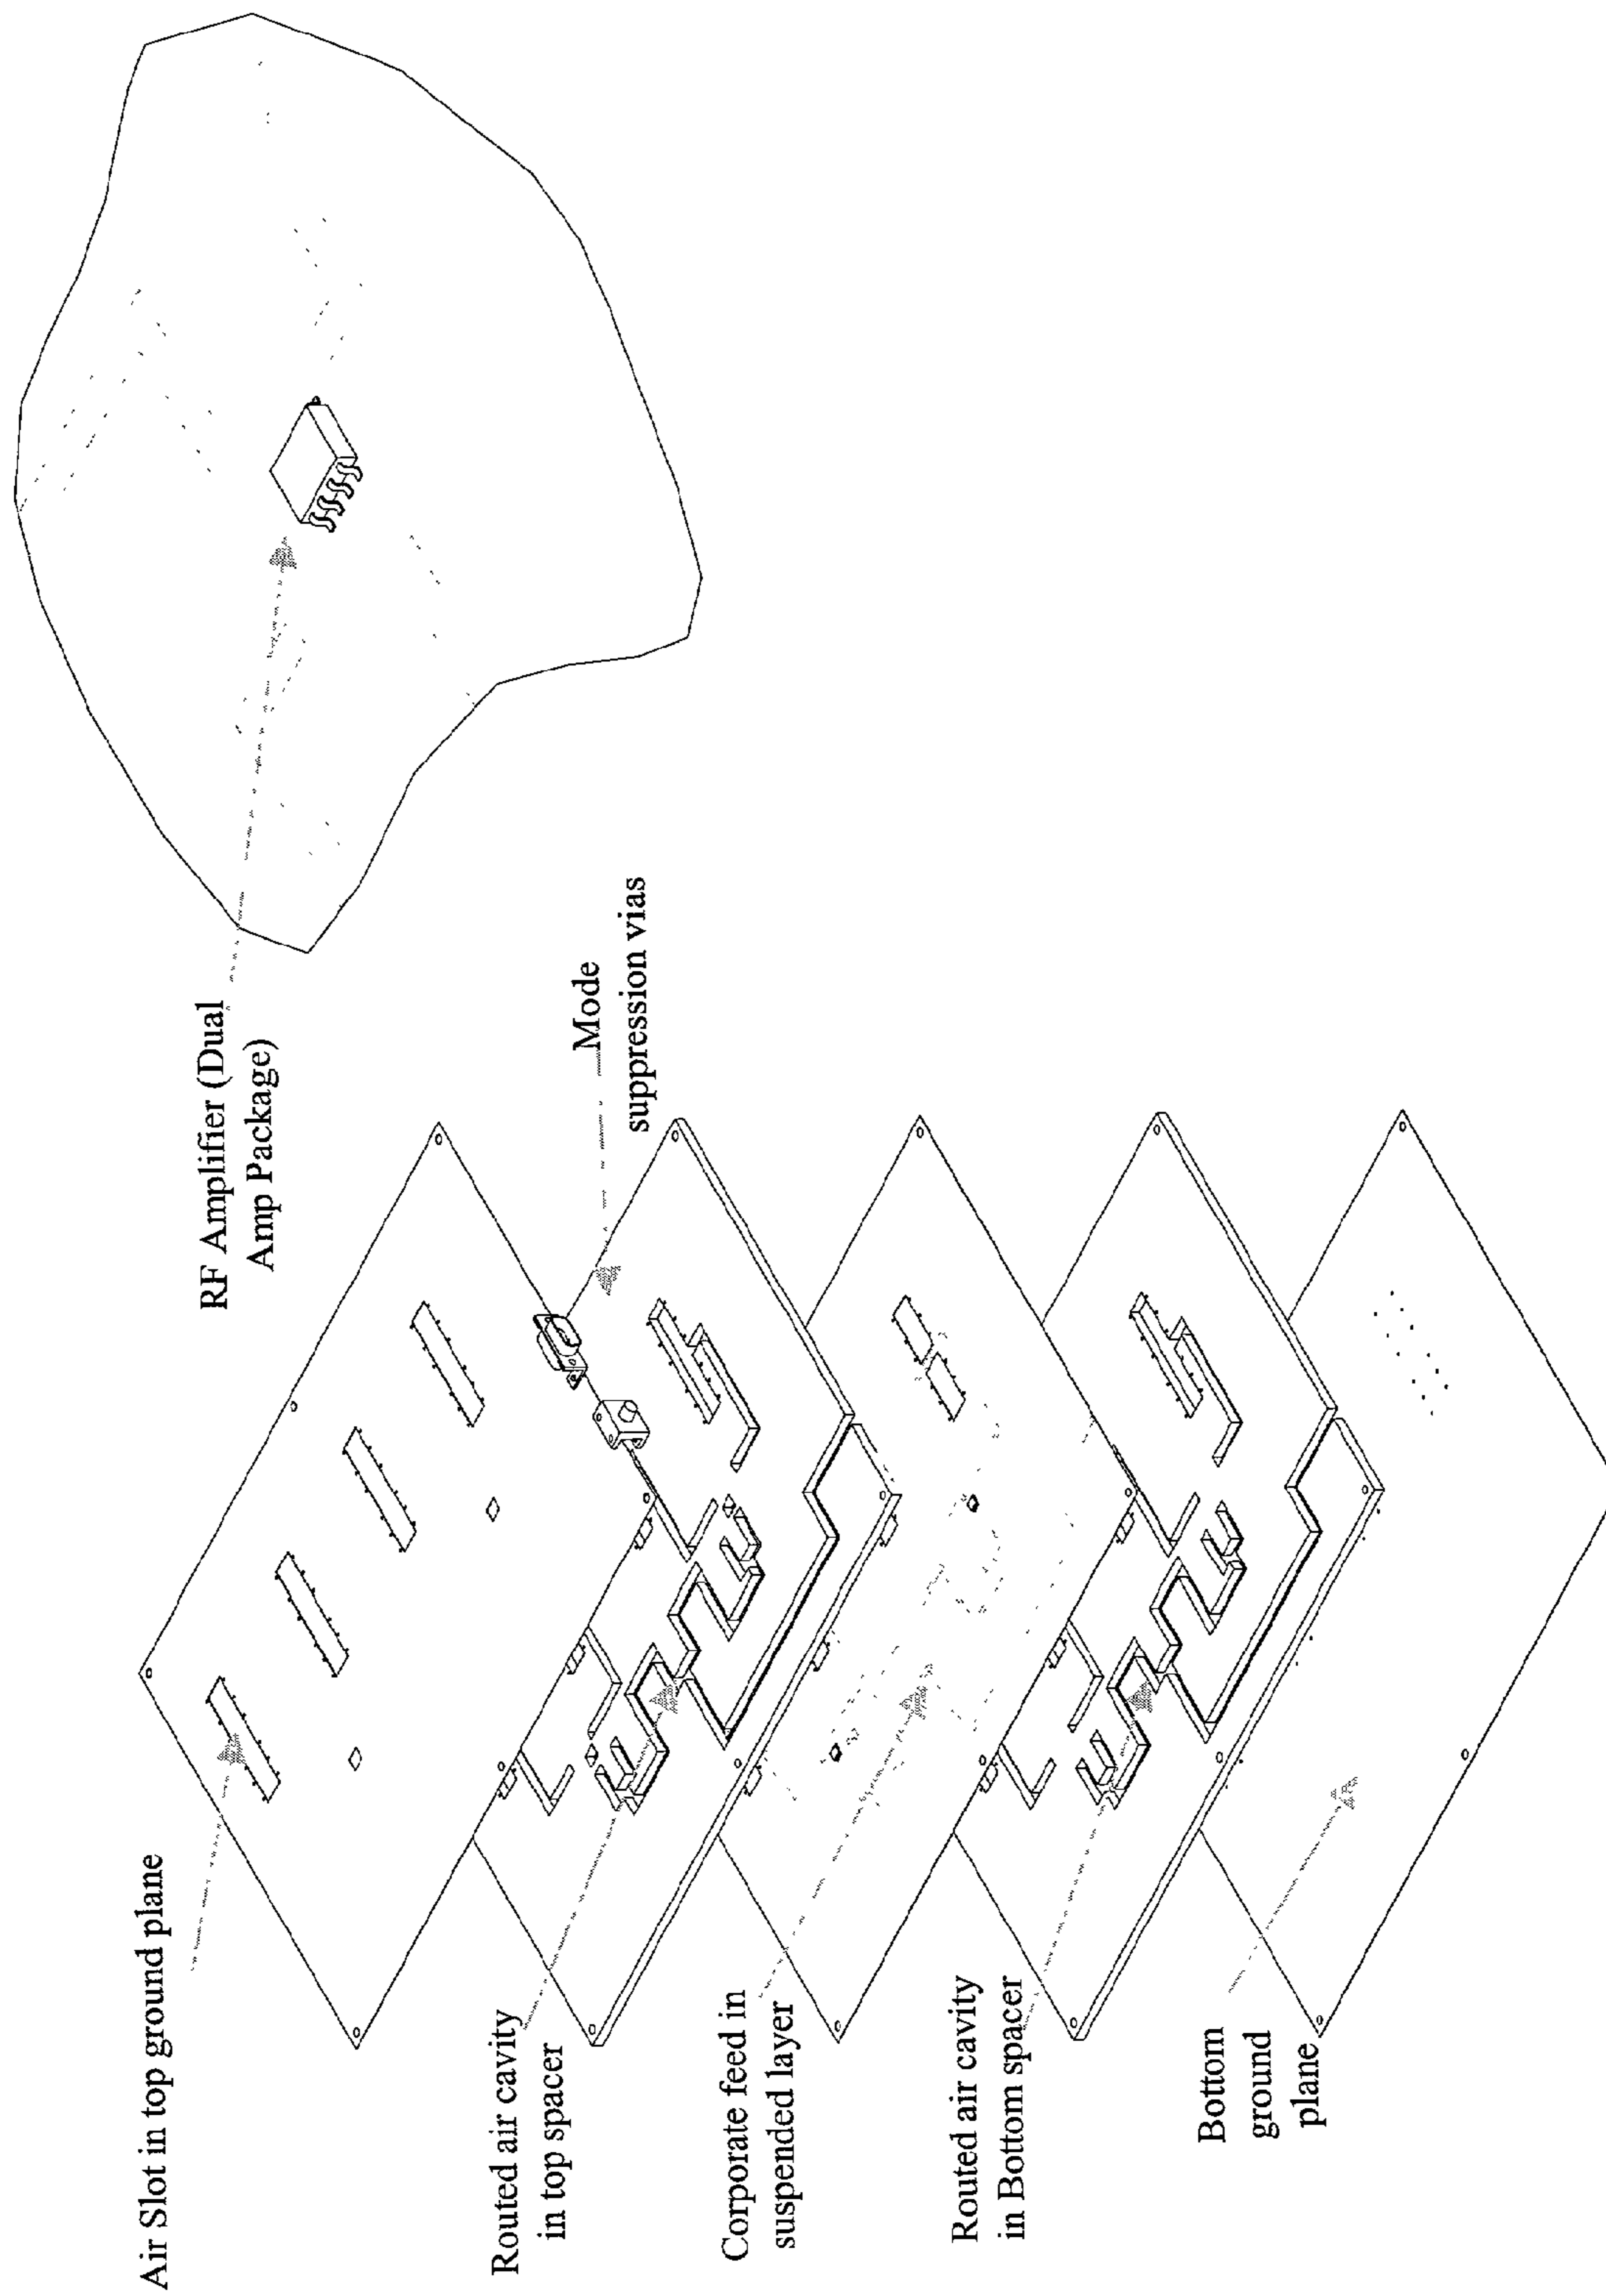 Air Slot in top ground plane
RF Amplifier (Dual
Amp Package)
Mode
suppression vias
Routed air cavity
in top spacer
Corporate feed in
suspended layer
Routed air cavity
in Bottom spacer
Bottom
ground
plane